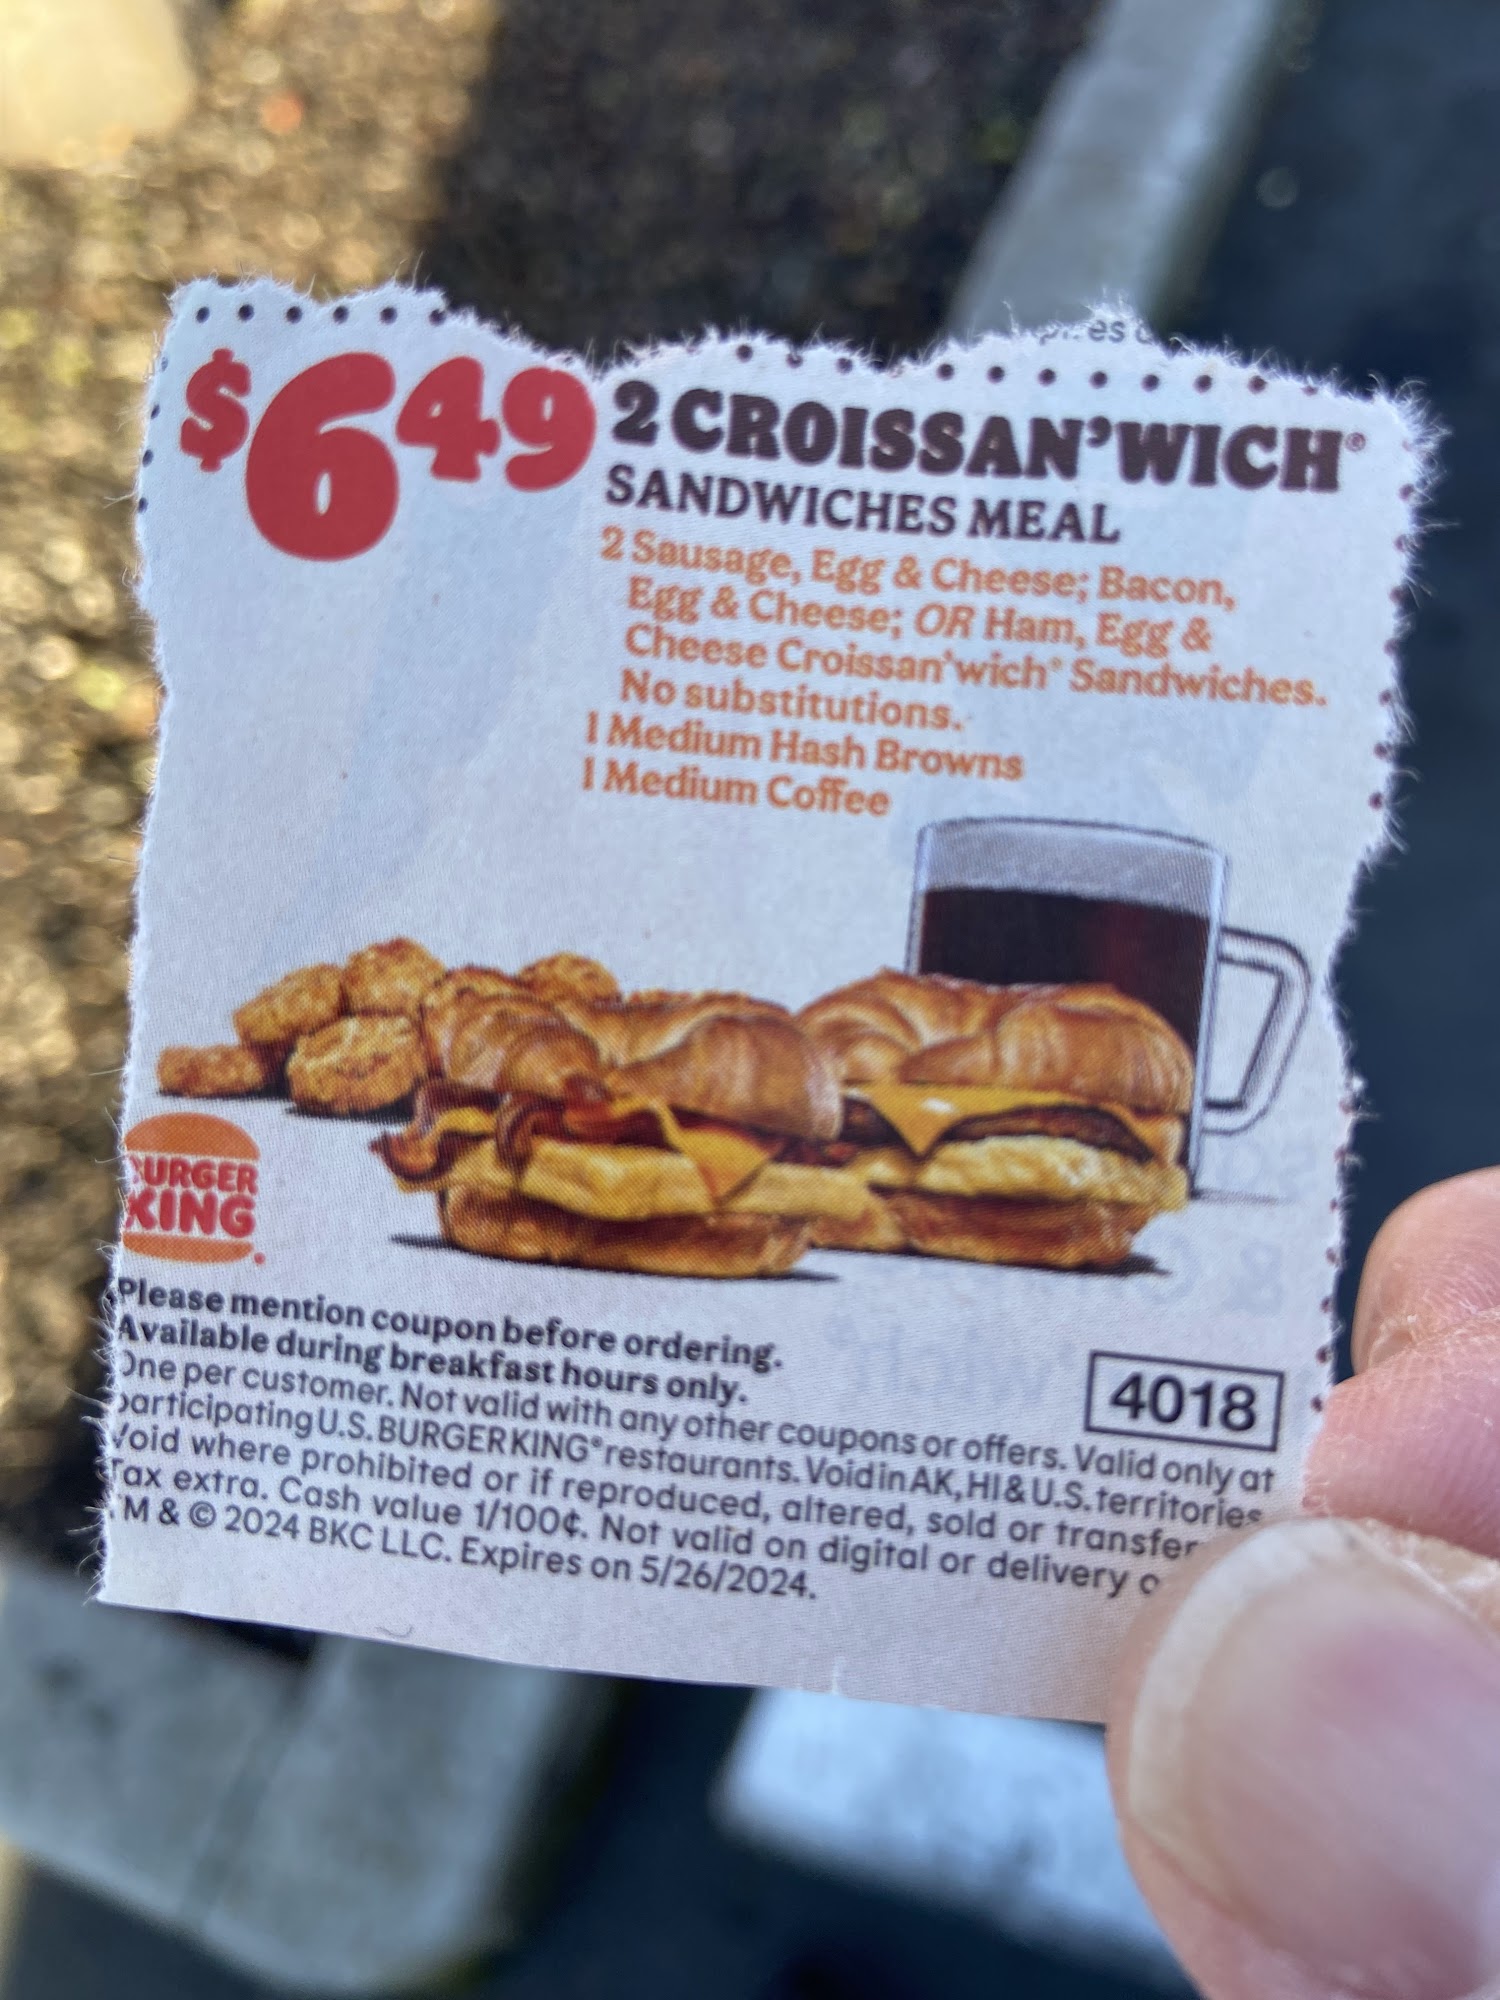 $6.49
2 CROISSAN'WICH®
SANDWICHES MEAL
2 Sausage, Egg & Cheese; Bacon,
Egg & Cheese; OR Ham, Egg &
Cheese Croissan'wich® Sandwiches.
No substitutions.
1 Medium Hash Browns
1 Medium Coffee
BURGER
KING
Please mention coupon before ordering.
Available during breakfast hours only.
4018
One per customer. Not valid with any other coupons or offers. Valid only at
participating U.S. BURGER KING® restaurants. Void in AK, HI & U.S. territories
Void where prohibited or if reproduced, altered, sold or transfer
Tax extra. Cash value 1/100¢. Not valid on digital or delivery o
TM & © 2024 BKC LLC. Expires on 5/26/2024.